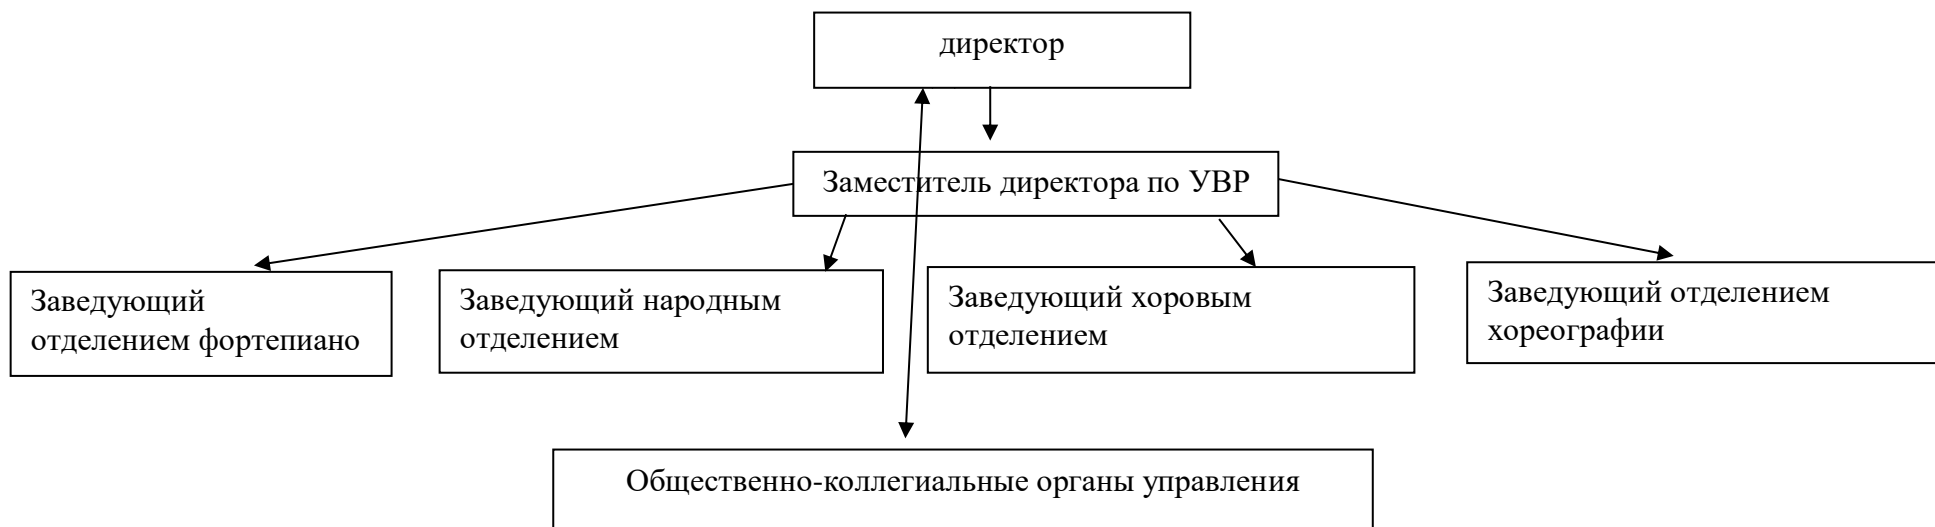 директор
Заместитель директора по УВР
Заведующий
отделением фортепиано
Заведующий народным
отделением
Заведующий хоровым
отделением
Заведующий отделением
хореографии
Общественно-коллегиальные органы управления